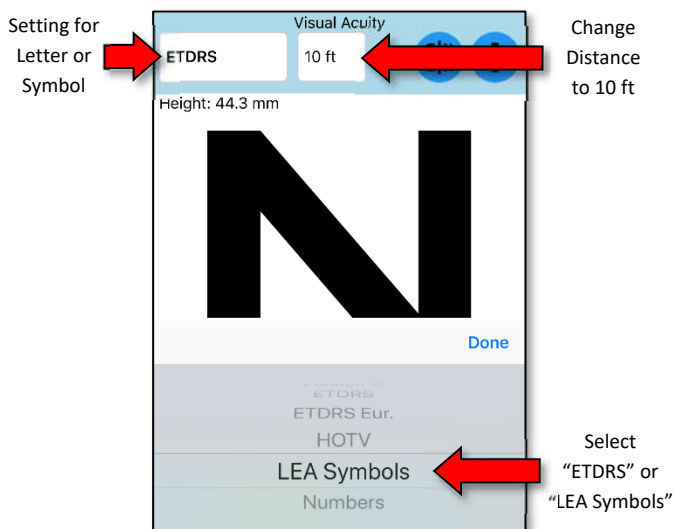 Setting for
Letter or
Symbol
Visual Acuity
ETDRS
10 ft
Change
Distance
to 10 ft
Height: 44.3 mm
N
Done
ETDRS
ETDRS Eur.
HOTV
LEA Symbols
Numbers
Select
“ETDRS” or
“LEA Symbols”